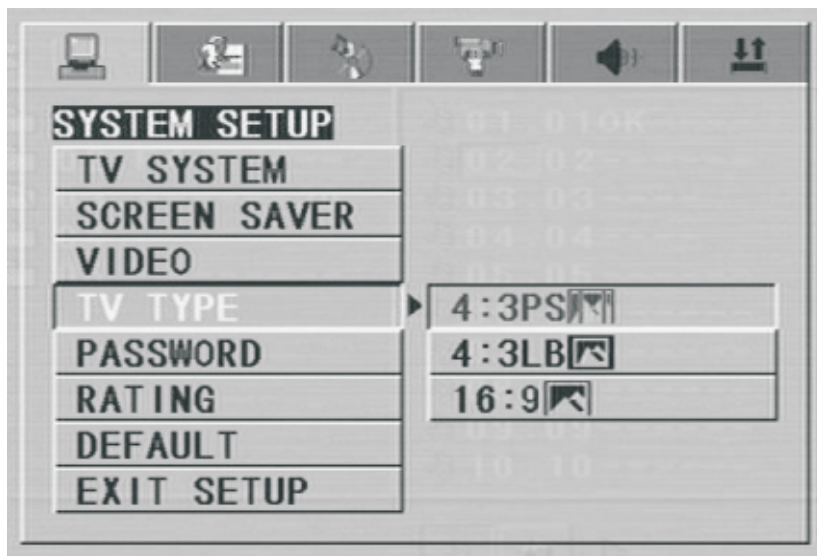 SYSTEM SETUP
TV SYSTEM
SCREEN SAVER
VIDEO
TV TYPE
4:3PS
PASSWORD
4:3LB
RATING
16:9
DEFAULT
EXIT SETUP